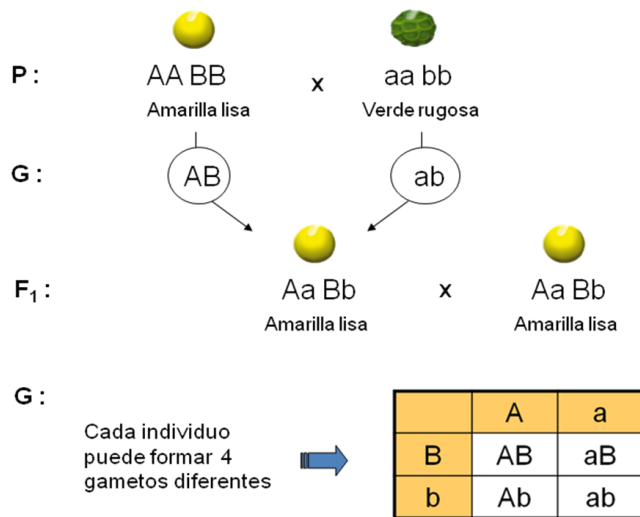 P :
AA BB x aa bb
Amarilla lisa Verde rugosa
G :
AB ab
F1 :
Aa Bb x Aa Bb
Amarilla lisa Amarilla lisa
G :
Cada individuo
puede formar 4
gametos diferentes
A a
B AB aB
b Ab ab